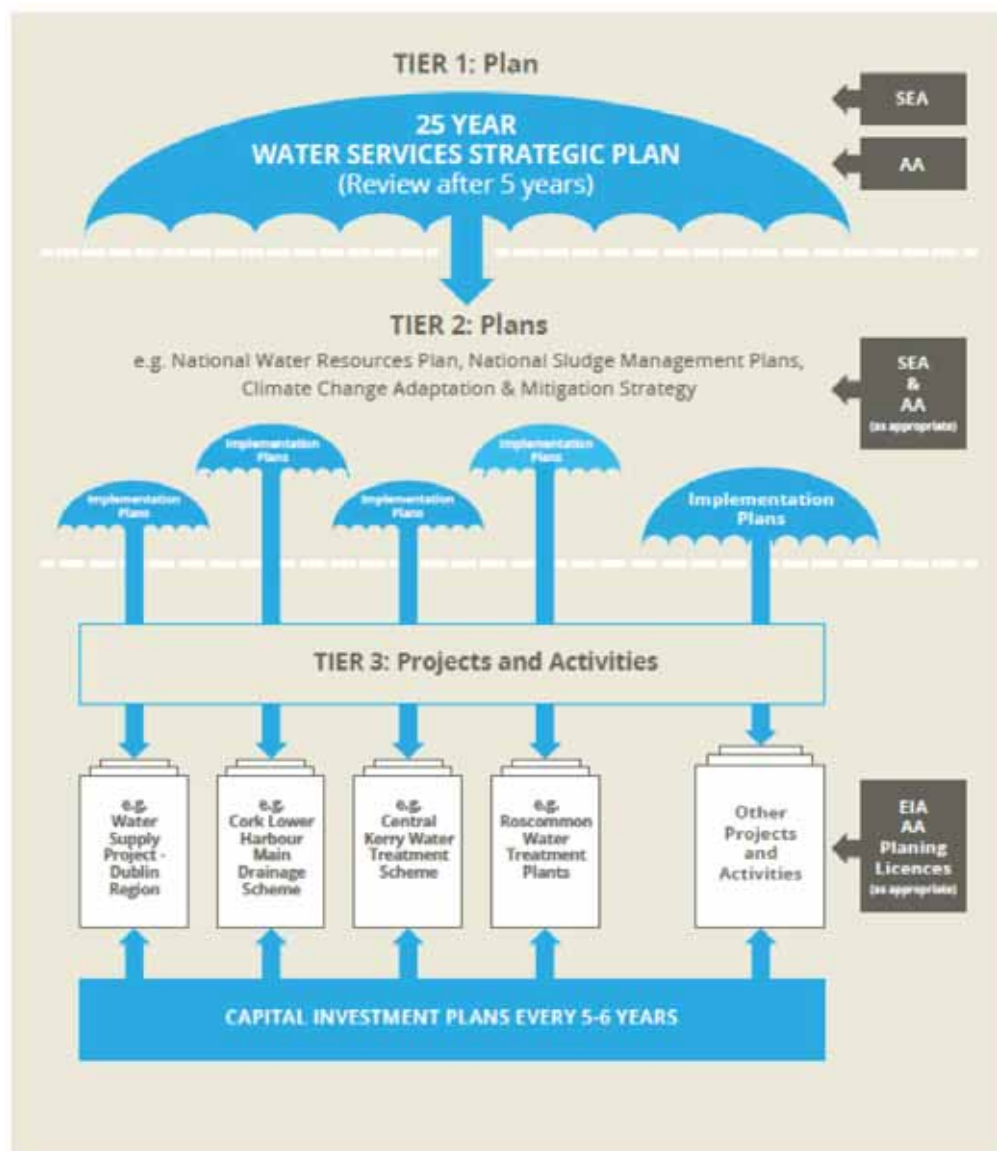 TIER 1: Plan
25 YEAR
WATER SERVICES STRATEGIC PLAN
(Review after 5 years)
SEA
AA
TIER 2: Plans
e.g. National Water Resources Plan, National Sludge Management Plans,
Climate Change Adaptation & Mitigation Strategy
SEA
&
AA
(as appropriate)
Implementation
Plans
Implementation
Plans
Implementation
Plans
Implementation
Plans
Implementation
Plans
TIER 3: Projects and Activities
e.g.
Water
Supply
Project -
Dublin
Region
e.g.
Cork Lower
Harbour
Main
Drainage
Scheme
e.g.
Central
Kerry Water
Treatment
Scheme
e.g.
Roscommon
Water
Treatment
Plants
Other
Projects
and
Activities
EIA
AA
Planing
Licences
(as appropriate)
CAPITAL INVESTMENT PLANS EVERY 5-6 YEARS